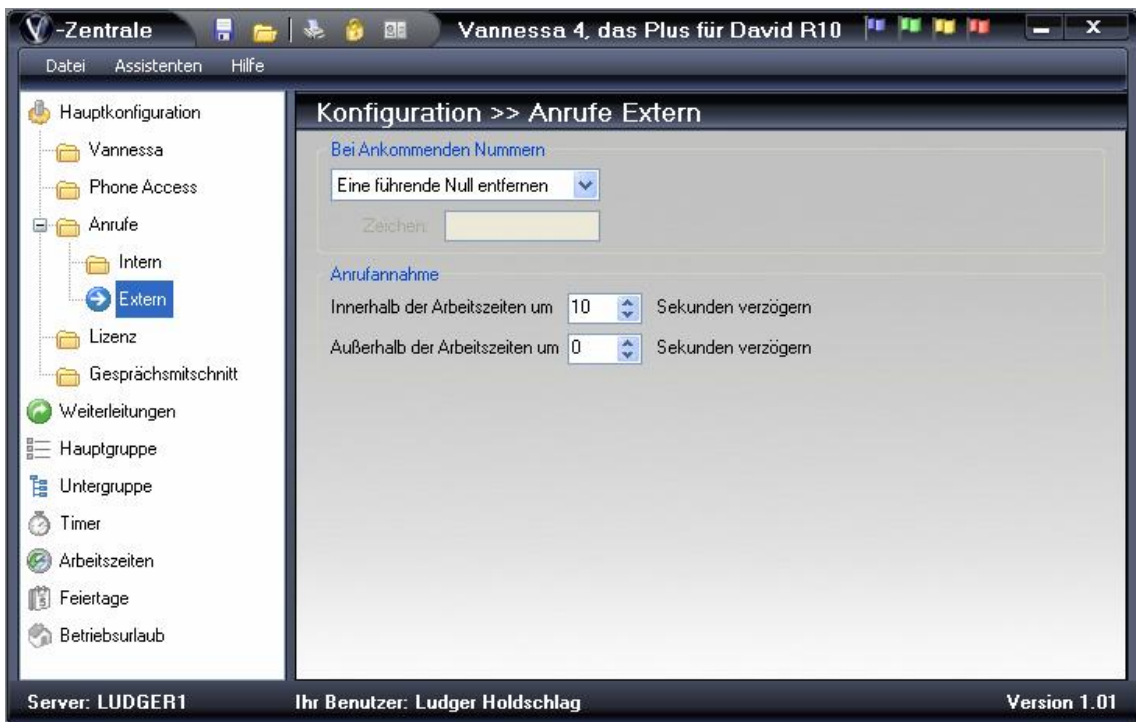 V-Zentrale
Vannessa 4, das Plus für David R10
X
Datei Assistenten Hilfe
Hauptkonfiguration
Vannessa
Phone Access
Anrufe
Intern
Extern
Lizenz
Gesprächsmitschnitt
Weiterleitungen
Hauptgruppe
Untergruppe
Timer
Arbeitszeiten
Feiertage
Betriebsurlaub
Konfiguration >> Anrufe Extern
Bei Ankommenden Nummern
Eine führende Null entfernen
Zeichen:
Anrufannahme
Innerhalb der Arbeitszeiten um 10 Sekunden verzögern
Außerhalb der Arbeitszeiten um 0 Sekunden verzögern
Server: LUDGER1 Ihr Benutzer: Ludger Holdschlag Version 1.01